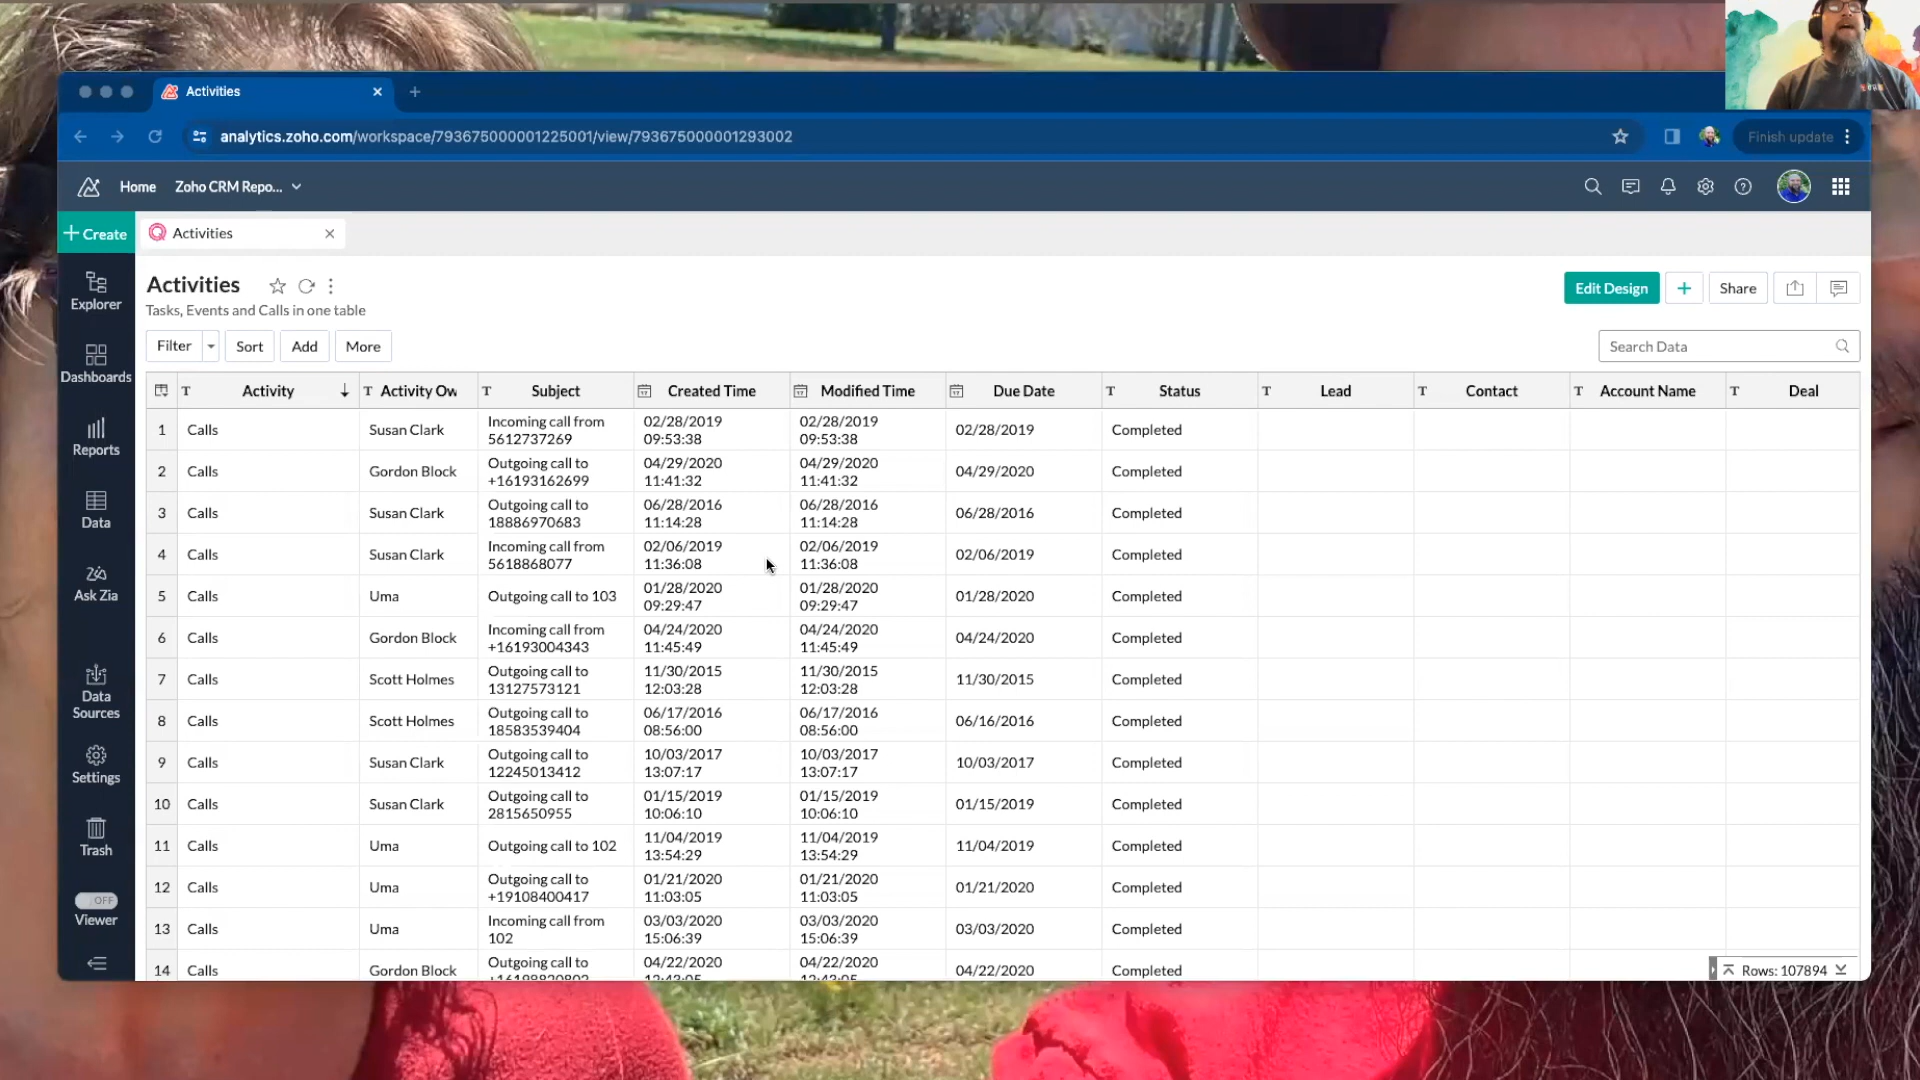 Activities
analytics.zoho.com/workspace/793675000001225001/view/793675000001293002
Finish update
Home Zoho CRM Repo...
Create Activities
Explorer
Dashboards
Reports
Data
Ask Zia
Data
Sources
Settings
Trash
OFF
Viewer
Activities
Edit Design Share
Tasks, Events and Calls in one table
Filter Sort Add More Search Data
T Activity T Activity Ow T Subject Created Time Modified Time Due Date T Status T Lead T Contact T Account Name T Deal
1 Calls Susan Clark Incoming call from 5612737269 02/28/2019 09:53:38 02/28/2019 09:53:38 02/28/2019 Completed
2 Calls Gordon Block Outgoing call to +16193162699 04/29/2020 11:41:32 04/29/2020 11:41:32 04/29/2020 Completed
3 Calls Susan Clark Outgoing call to 18886970683 06/28/2016 11:14:28 06/28/2016 11:14:28 06/28/2016 Completed
4 Calls Susan Clark Incoming call from 5618868077 02/06/2019 11:36:08 02/06/2019 11:36:08 02/06/2019 Completed
5 Calls Uma Outgoing call to 103 01/28/2020 09:29:47 01/28/2020 09:29:47 01/28/2020 Completed
6 Calls Gordon Block Incoming call from +16193004343 04/24/2020 11:45:49 04/24/2020 11:45:49 04/24/2020 Completed
7 Calls Scott Holmes Outgoing call to 13127573121 11/30/2015 12:03:28 11/30/2015 12:03:28 11/30/2015 Completed
8 Calls Scott Holmes Outgoing call to 18583539404 06/17/2016 08:56:00 06/17/2016 08:56:00 06/16/2016 Completed
9 Calls Susan Clark Outgoing call to 12245013412 10/03/2017 13:07:17 10/03/2017 13:07:17 10/03/2017 Completed
10 Calls Susan Clark Outgoing call to 2815650955 01/15/2019 10:06:10 01/15/2019 10:06:10 01/15/2019 Completed
11 Calls Uma Outgoing call to 102 11/04/2019 13:54:29 11/04/2019 13:54:29 11/04/2019 Completed
12 Calls Uma Outgoing call to +19108400417 01/21/2020 11:03:05 01/21/2020 11:03:05 01/21/2020 Completed
13 Calls Uma Incoming call from 102 03/03/2020 15:06:39 03/03/2020 15:06:39 03/03/2020 Completed
14 Calls Gordon Block Outgoing call to 04/22/2020 04/22/2020 04/22/2020 Completed
Rows: 107894